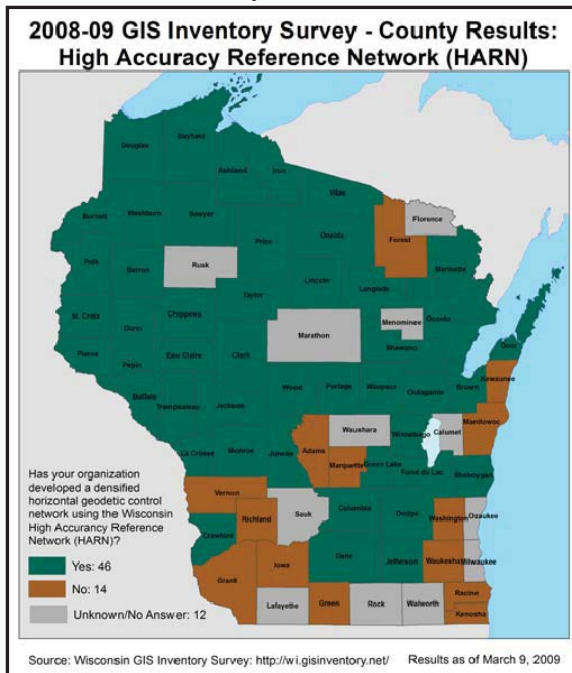 2008-09 GIS Inventory Survey - County Results:
High Accuracy Reference Network (HARN)
Douglas
Bayfield
Ashland
Iron
Vilas
Florence
Burnett
Washburn
Sawyer
Price
Oneida
Forest
Marinette
Polk
Barron
Rusk
Lincoln
Langlade
Taylor
St. Croix
Dunn
Chippewa
Marathon
Menominee
Oconto
Door
Pierce
Pepin
Eau Claire
Clark
Shawano
Kewaunee
Buffalo
Trempealeau
Jackson
Wood
Portage
Waupaca
Outagamie
Brown
La Crosse
Monroe
Juneau
Adams
Waushara
Marquette
Green Lake
Winnebago
Calumet
Manitowoc
Fond du Lac
Sheboygan
Vernon
Richland
Sauk
Columbia
Dodge
Washington
Ozaukee
Crawford
Dane
Jefferson
Waukesha
Milwaukee
Grant
Iowa
Lafayette
Green
Rock
Walworth
Racine
Kenosha
Has your organization
developed a densified
horizontal geodetic control
network using the Wisconsin
High Accurancy Reference
Network (HARN)?
Yes: 46
No: 14
Unknown/No Answer: 12
Source: Wisconsin GIS Inventory Survey: http://wi.gisinventory.net/ Results as of March 9, 2009